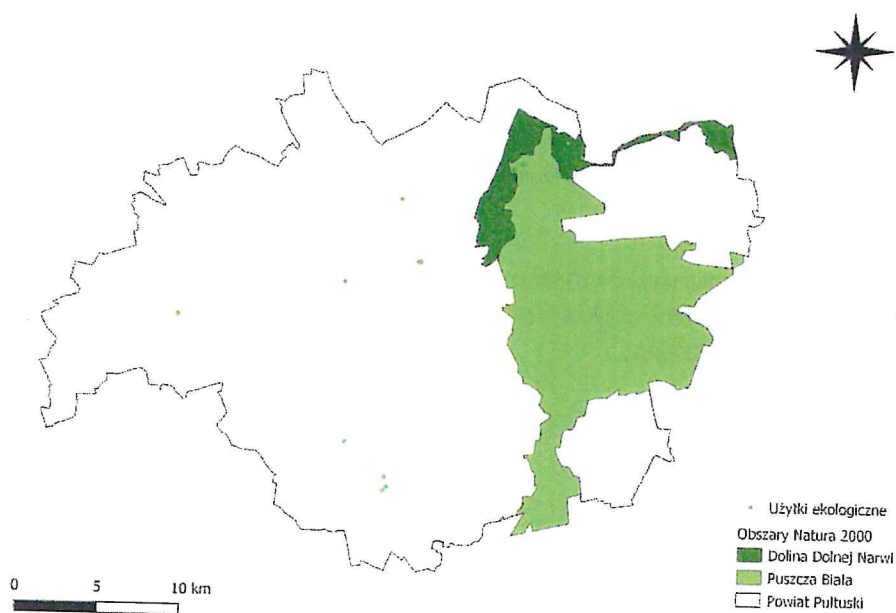 Użytki ekologiczne
Obszary Natura 2000
Dolina Dolnej Narwi
Puszcza Biała
Powiat Pułtuski
0 5 10 km